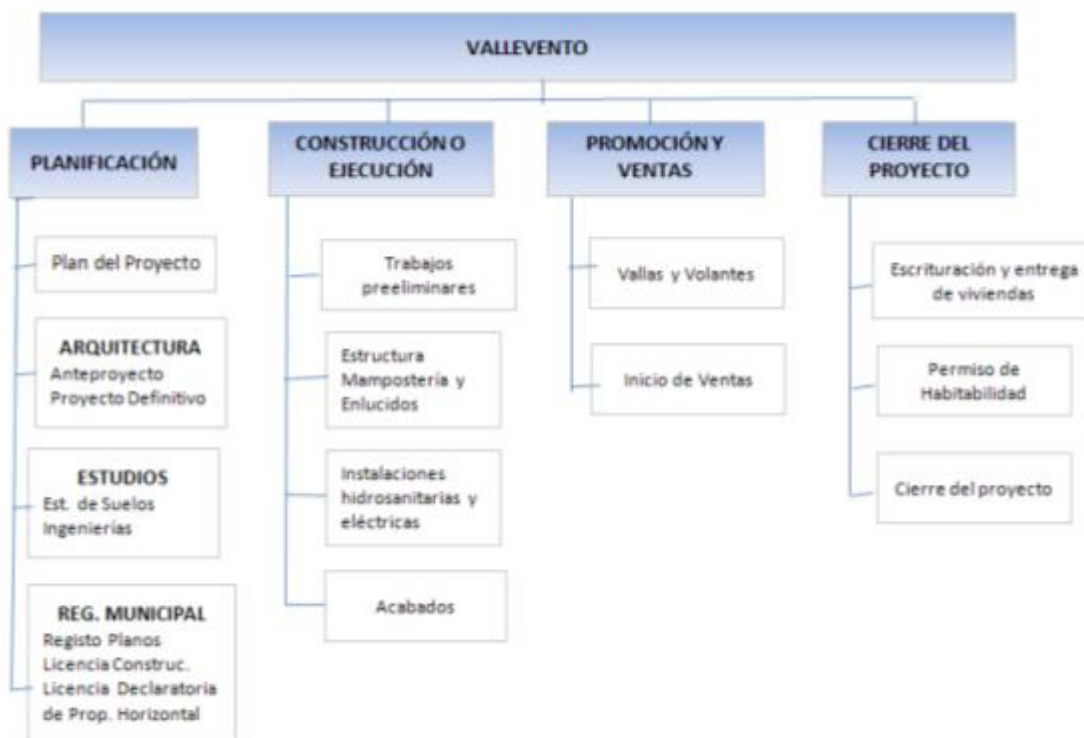 VALLEVENTO
PLANIFICACIÓN
Plan del Proyecto
ARQUITECTURA
Anteproyecto
Proyecto Definitivo
ESTUDIOS
Est. de Suelos
Ingenierías
REG. MUNICIPAL
Registo Planos
Licencia Construc.
Licencia Declaratoria
de Prop. Horizontal
CONSTRUCCIÓN O
EJECUCIÓN
Trabajos
preeliminares
Estructura
Mampostería y
Enlucidos
Instalaciones
hidrosanitarias y
eléctricas
Acabados
PROMOCIÓN Y
VENTAS
Vallas y Volantes
Inicio de Ventas
CIERRE DEL
PROYECTO
Escrituración y entrega
de viviendas
Permiso de
Habitabilidad
Cierre del proyecto